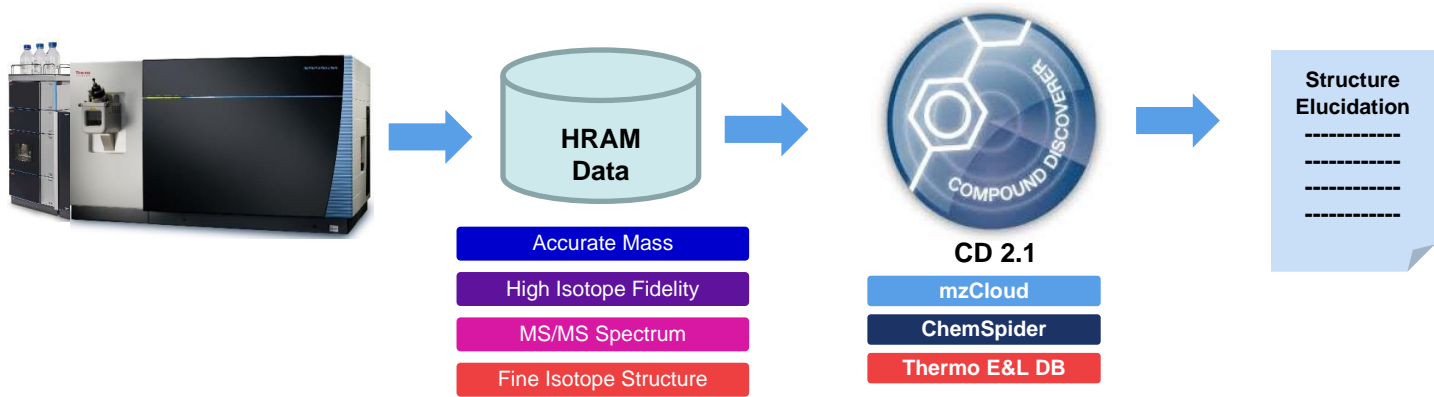 HRAM
Data
Accurate Mass
High Isotope Fidelity
MS/MS Spectrum
Fine Isotope Structure
COMPOUND DISCOVERER
CD 2.1
mzCloud
ChemSpider
Thermo E&L DB
Structure
Elucidation
------------
------------
------------
------------